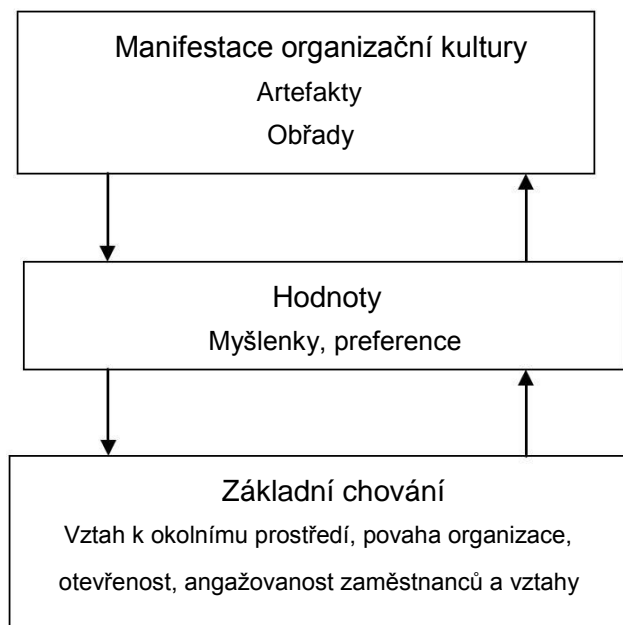 Manifestace organizační kultury
Artefakty
Obřady
Hodnoty
Myšlenky, preference
Základní chování
Vztah k okolnímu prostředí, povaha organizace,
otevřenost, angažovanost zaměstnanců a vztahy